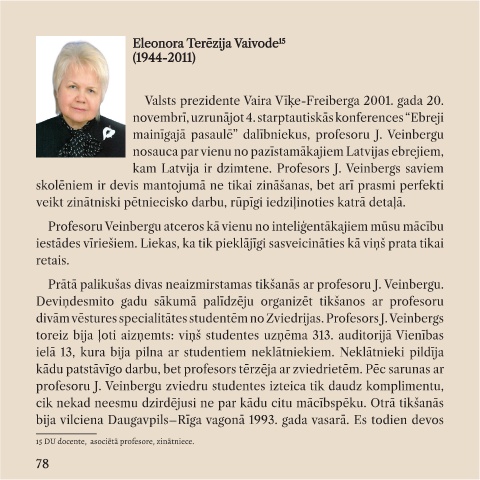 Eleonora Terēzija Vaivode¹⁵
(1944-2011)
Valsts prezidente Vaira Vīķe-Freiberga 2001. gada 20.
novembrī, uzrunājot 4. starptautiskās konferences “Ebreji
mainīgajā pasaulē” dalībniekus, profesoru J. Veinbergu
nosauca par vienu no pazīstamākajiem Latvijas ebrejiem,
kam Latvija ir dzimtene. Profesors J. Veinbergs saviem
skolēniem ir devis mantojumā ne tikai zināšanas, bet arī prasmi perfekti
veikt zinātniski pētniecisko darbu, rūpīgi iedziļinoties katrā detaļā.
Profesoru Veinbergu atceros kā vienu no inteliģentākajiem mūsu mācību
iestādes vīriešiem. Liekas, ka tik pieklājīgi sasveicināties kā viņš prata tikai
retais.
Prātā palikušas divas neaizmirstamas tikšanās ar profesoru J. Veinbergu.
Deviņdesmito gadu sākumā palīdzēju organizēt tikšanos ar profesoru
divām vēstures specialitātes studentēm no Zviedrijas. Profesors J. Veinbergs
toreiz bija ļoti aizņemts: viņš studentes uzņēma 313. auditorijā Vienības
ielā 13, kura bija pilna ar studentiem neklātniekiem. Neklātnieki pildīja
kādu patstāvīgo darbu, bet profesors tērzēja ar zviedrietēm. Pēc sarunas ar
profesoru J. Veinbergu zviedru studentes izteica tik daudz komplimentu,
cik nekad neesmu dzirdējusi ne par kādu citu mācībspēku. Otrā tikšanās
bija vilciena Daugavpils–Rīga vagonā 1993. gada vasarā. Es todien devos
15 DU docente, asociētā profesore, zinātniece.
78